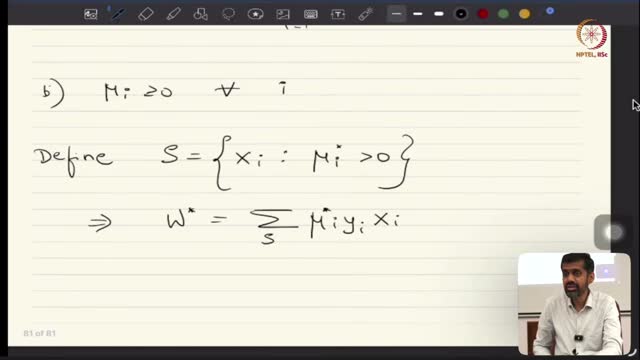 b) μi ≥0 ∀ i
Define S = { xi : μi* >0 }
⇒ w* = Σ_S μi* yi xi
NPTEL, IISc
81 of 81